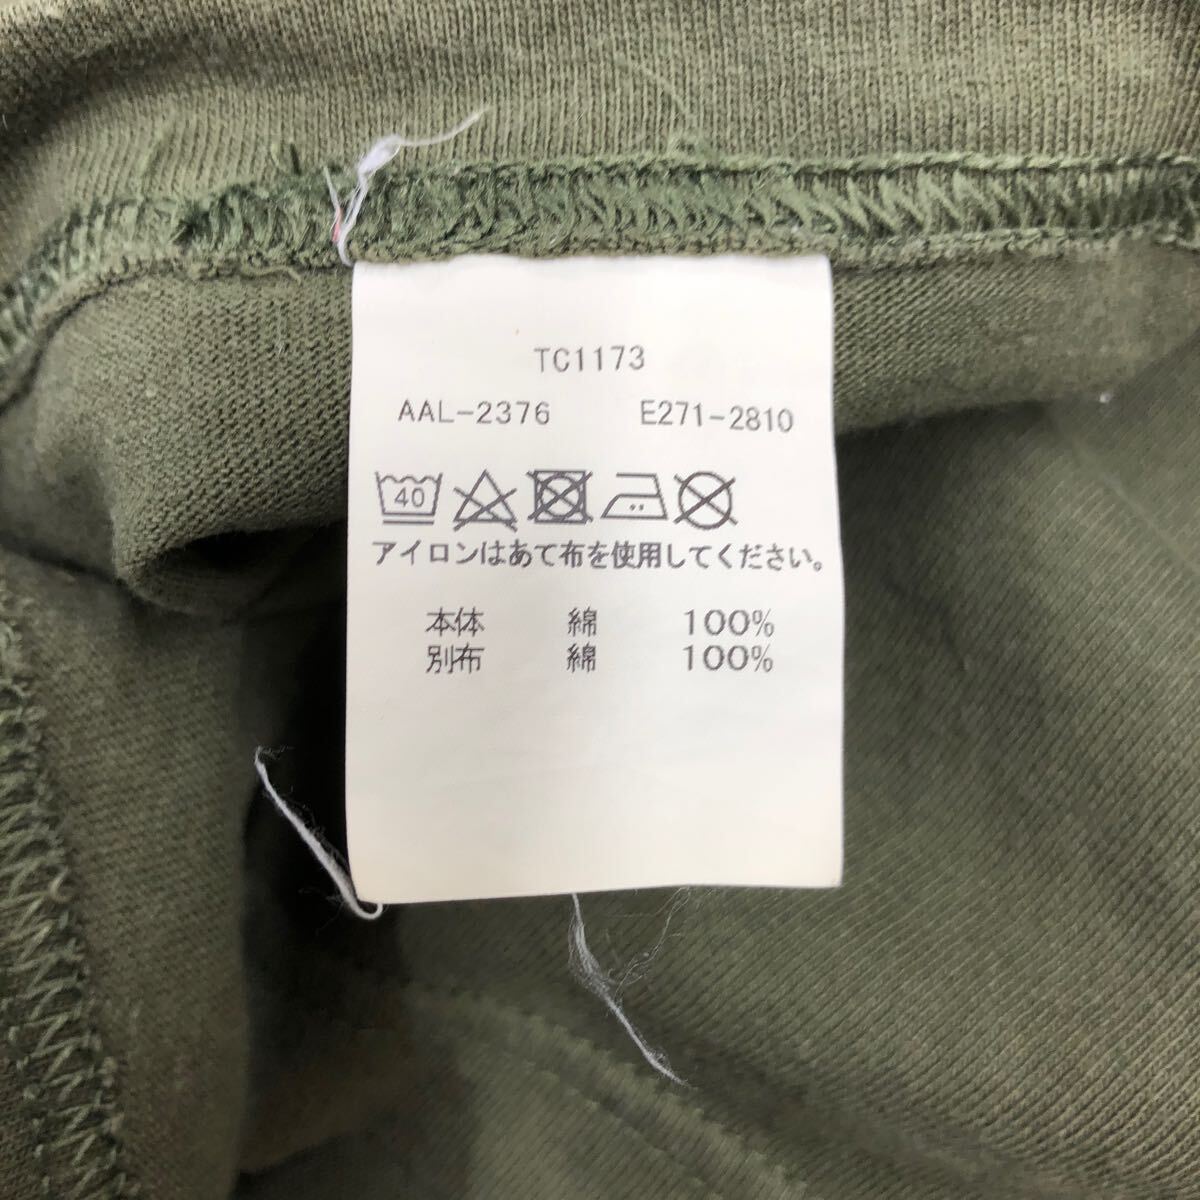 TC1173
AAL-2376 E271-2810
40
アイロンはあて布を使用してください。
本体 綿 100%
別布 綿 100%